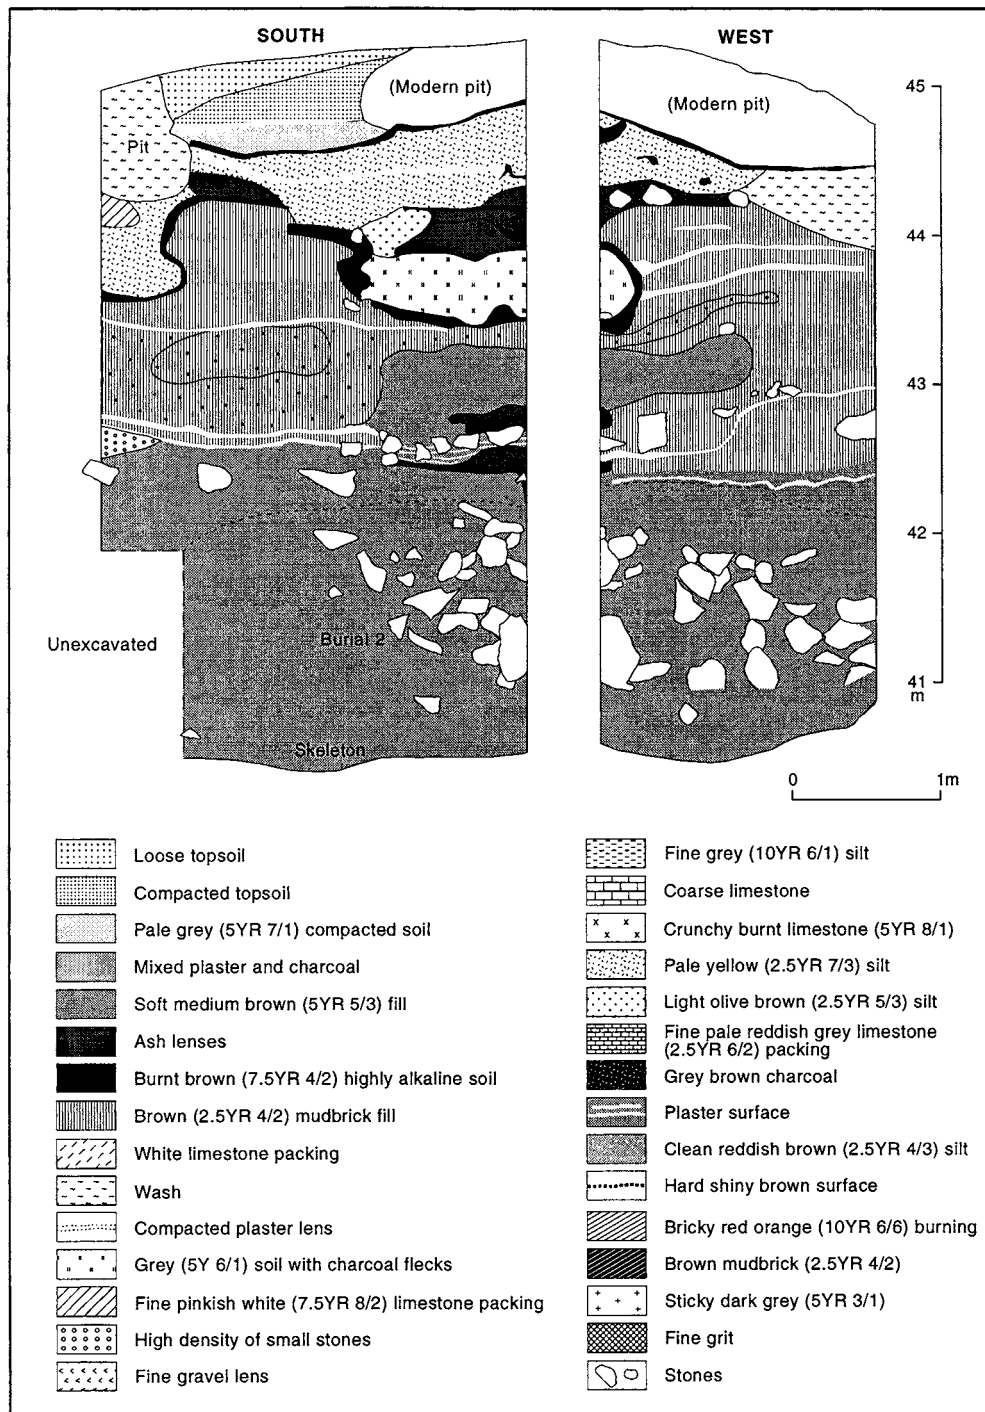 SOUTH
WEST
(Modern pit)
(Modern pit)
Pit
45
44
43
42
41
m
Unexcavated
Burial 2
Skeleton
0
1m
Loose topsoil
Compacted topsoil
Pale grey (5YR 7/1) compacted soil
Mixed plaster and charcoal
Soft medium brown (5YR 5/3) fill
Ash lenses
Burnt brown (7.5YR 4/2) highly alkaline soil
Brown (2.5YR 4/2) mudbrick fill
White limestone packing
Wash
Compacted plaster lens
Grey (5Y 6/1) soil with charcoal flecks
Fine pinkish white (7.5YR 8/2) limestone packing
High density of small stones
Fine gravel lens
Fine grey (10YR 6/1) silt
Coarse limestone
Crunchy burnt limestone (5YR 8/1)
Pale yellow (2.5YR 7/3) silt
Light olive brown (2.5YR 5/3) silt
Fine pale reddish grey limestone
(2.5YR 6/2) packing
Grey brown charcoal
Plaster surface
Clean reddish brown (2.5YR 4/3) silt
Hard shiny brown surface
Bricky red orange (10YR 6/6) burning
Brown mudbrick (2.5YR 4/2)
Sticky dark grey (5YR 3/1)
Fine grit
Stones